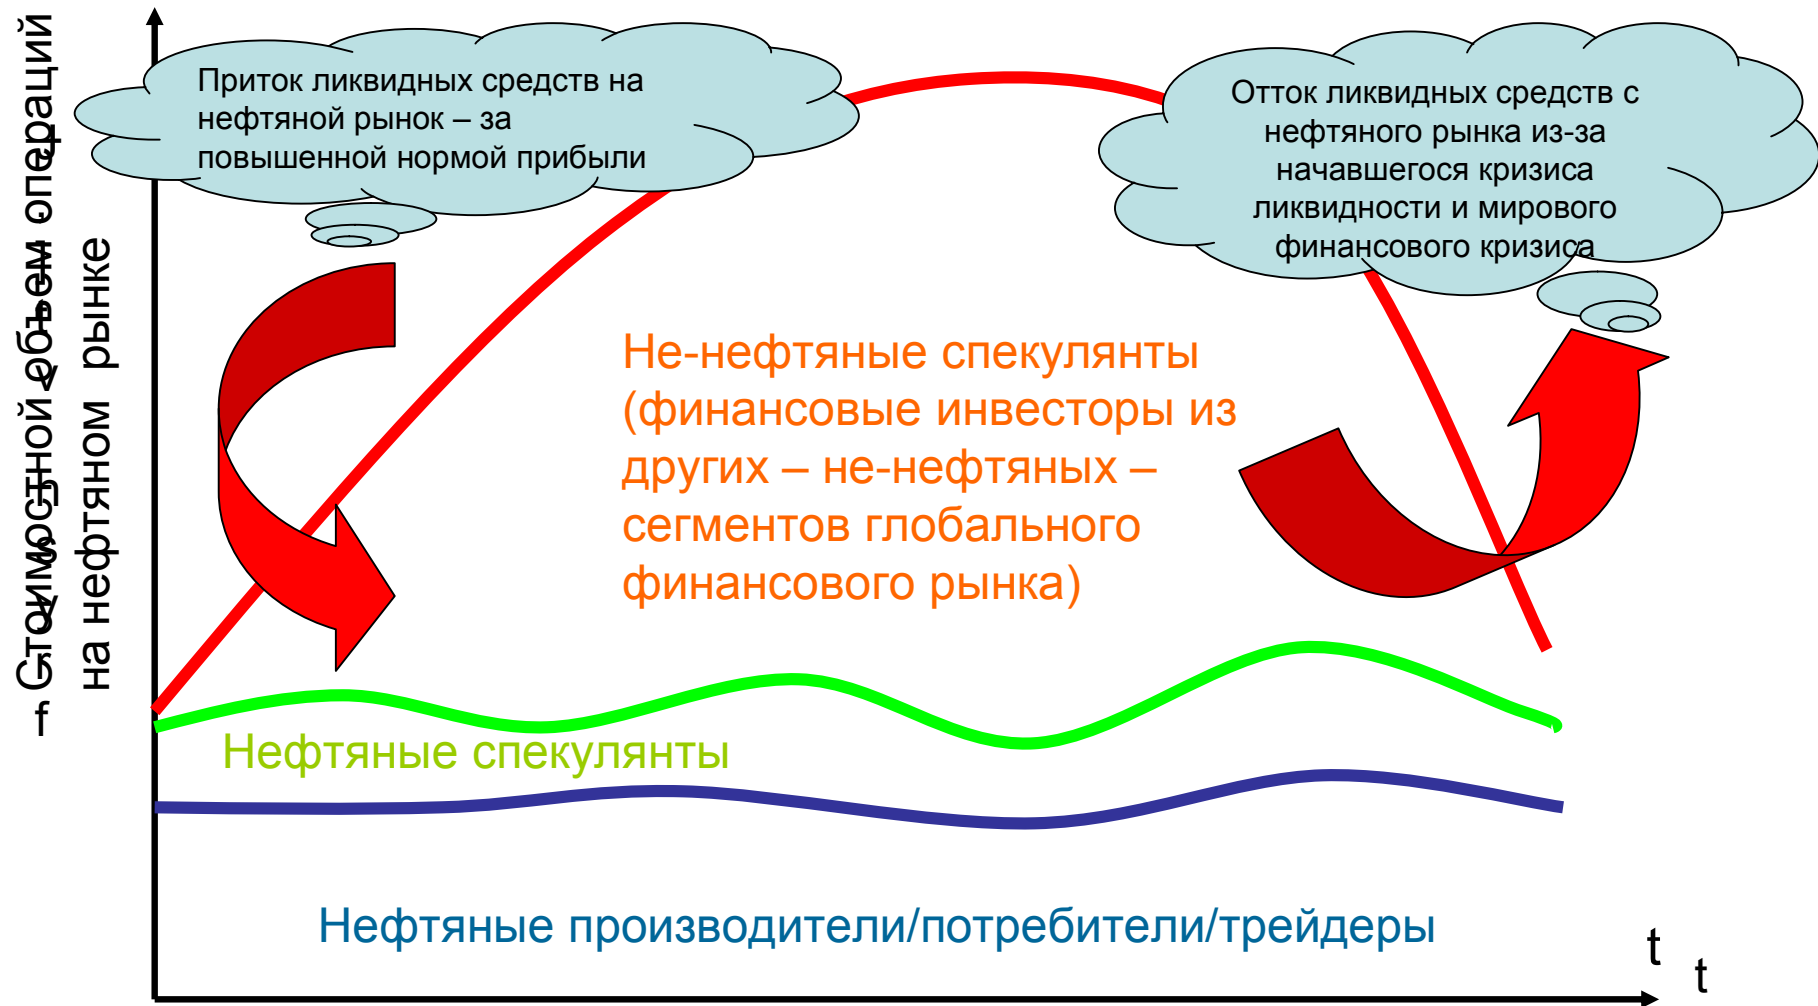 Стоимостной объем операций
на нефтяном рынке
Приток ликвидных средств на
нефтяной рынок – за
повышенной нормой прибыли
Отток ликвидных средств с
нефтяного рынка из-за
начавшегося кризиса
ликвидности и мирового
финансового кризиса
Не-нефтяные спекулянты
(финансовые инвесторы из
других – не-нефтяных –
сегментов глобального
финансового рынка)
Нефтяные спекулянты
Нефтяные производители/потребители/трейдеры
t
t
f